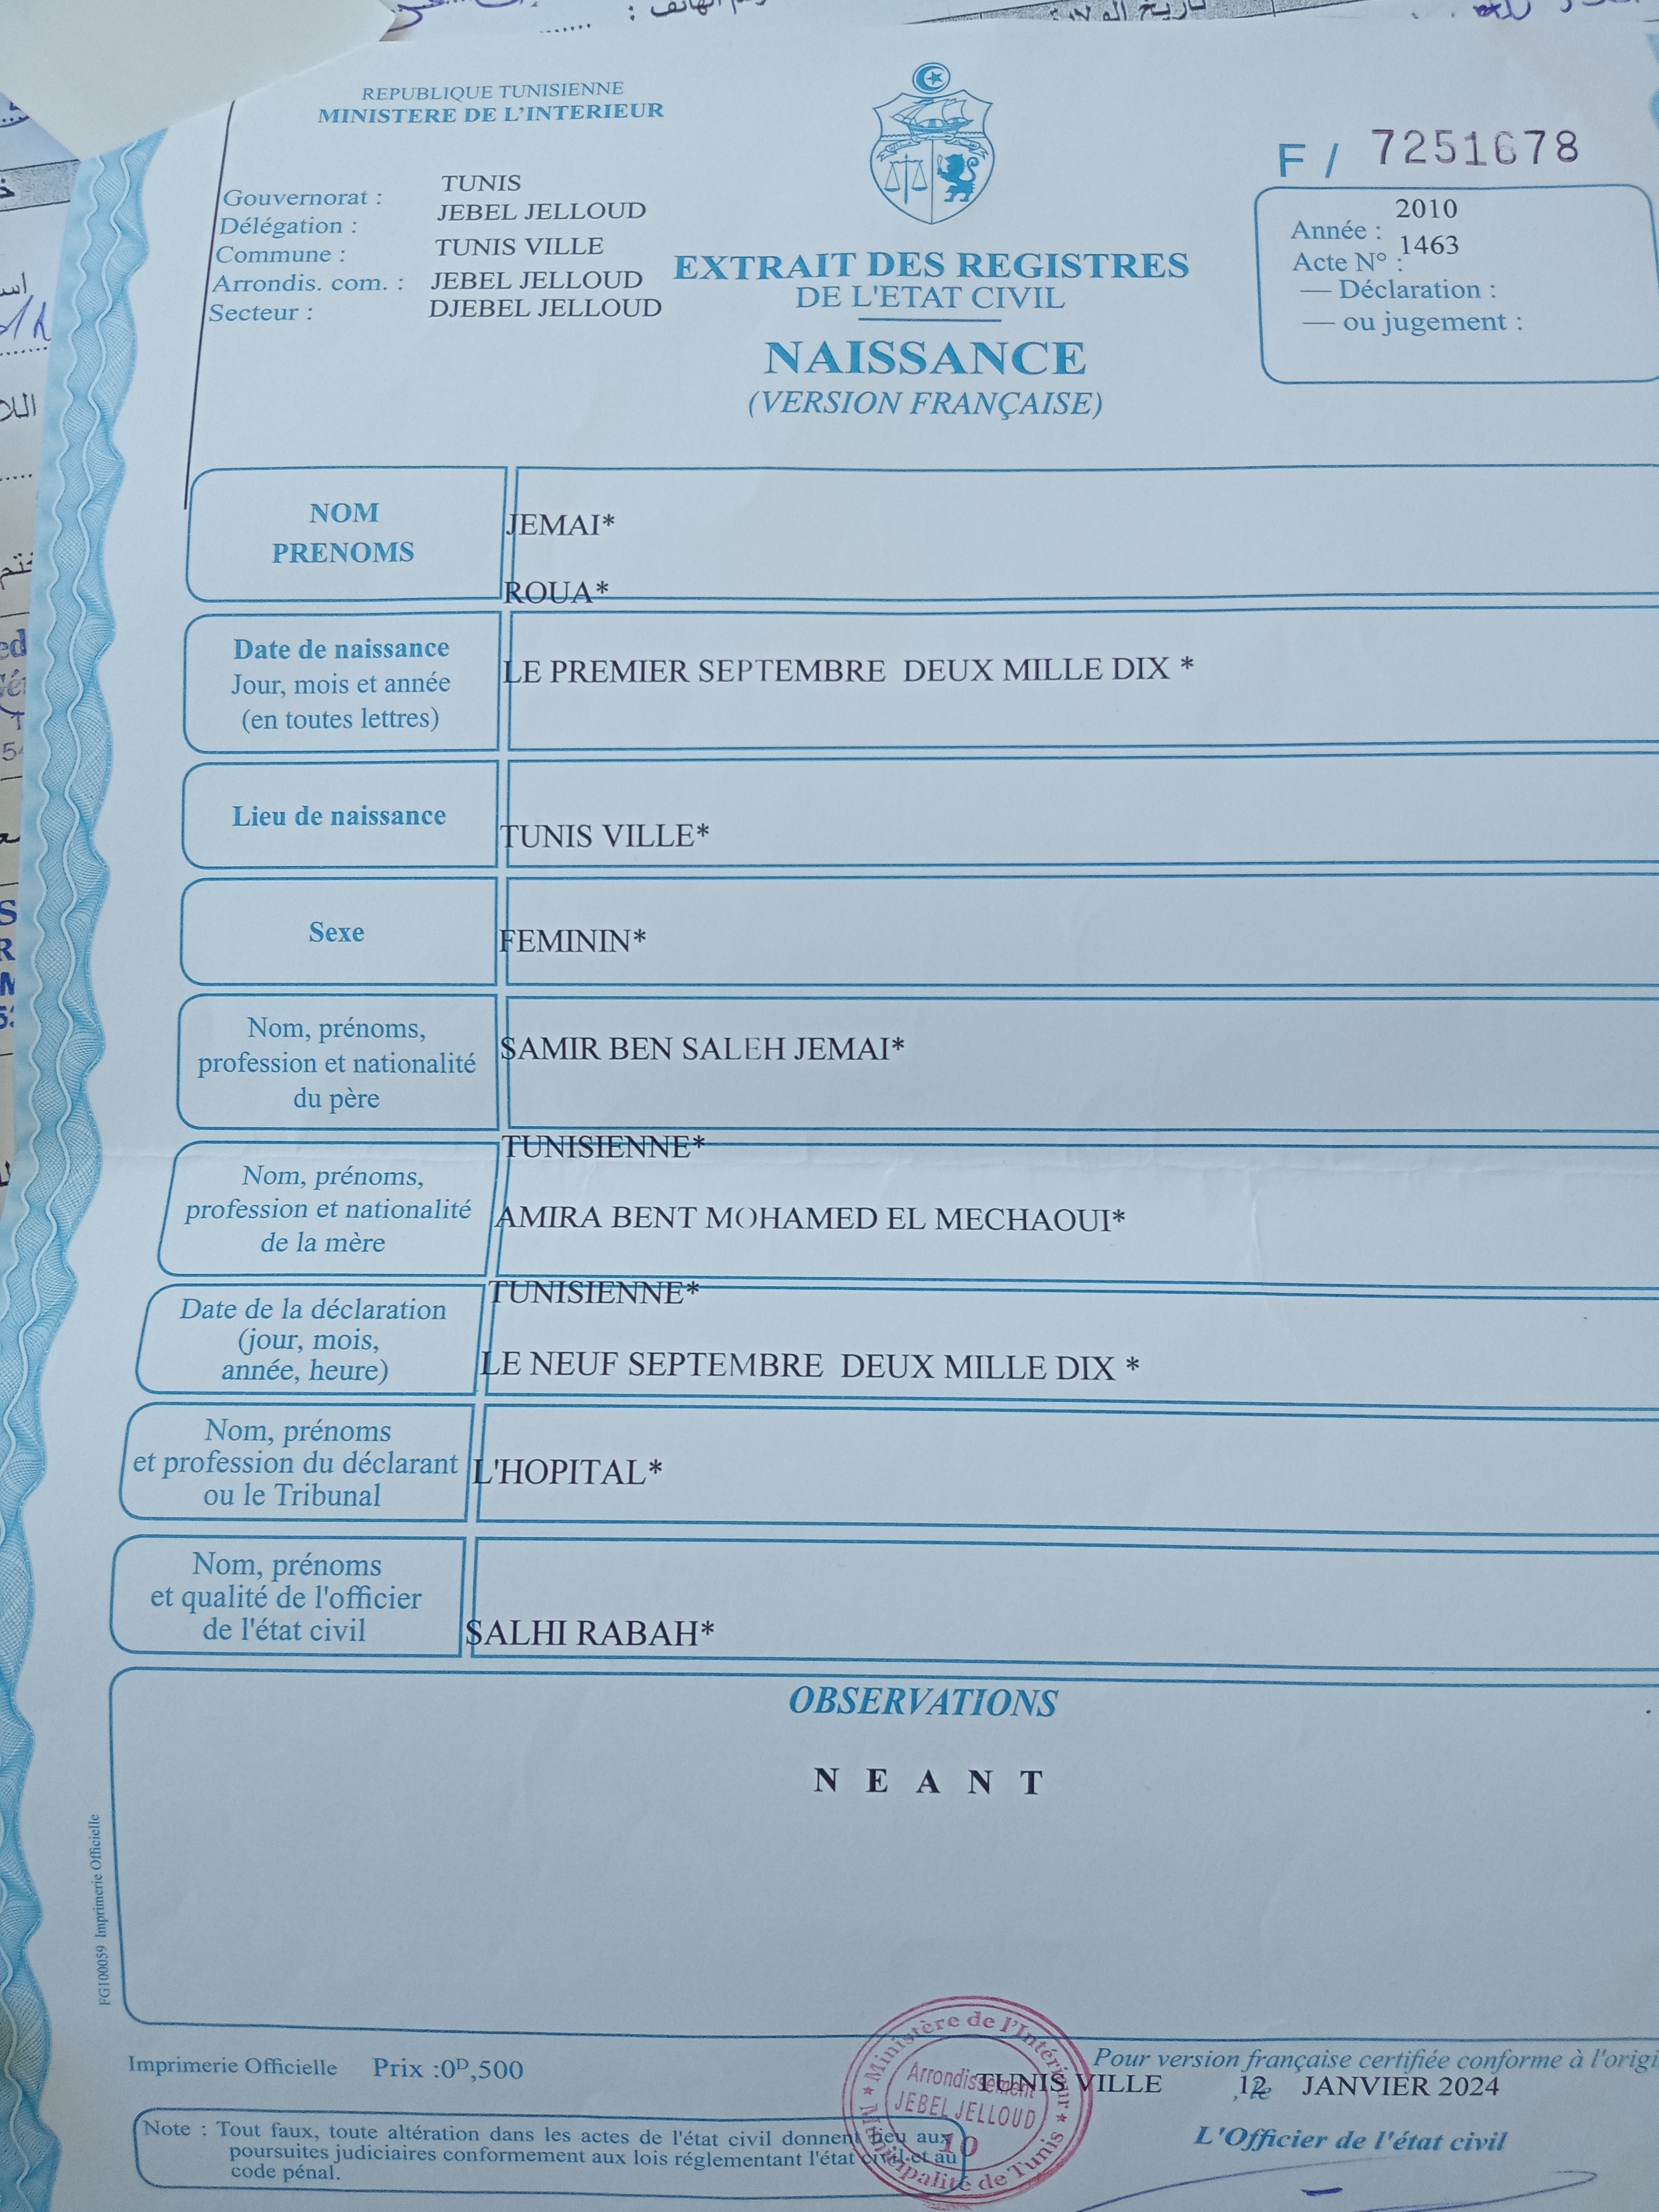 REPUBLIQUE TUNISIENNE
MINISTERE DE L'INTERIEUR
Gouvernorat : TUNIS
Délégation : JEBEL JELLOUD
Commune : TUNIS VILLE
Arrondis. com. : JEBEL JELLOUD
Secteur : DJEBEL JELLOUD
EXTRAIT DES REGISTRES
DE L'ETAT CIVIL
NAISSANCE
(VERSION FRANÇAISE)
F / 7251678
Année : 2010
Acte N° : 1463
— Déclaration :
— ou jugement :
NOM
PRENOMS
JEMAI*
ROUA*
Date de naissance
Jour, mois et année
(en toutes lettres)
LE PREMIER SEPTEMBRE DEUX MILLE DIX *
Lieu de naissance
TUNIS VILLE*
Sexe
FEMININ*
Nom, prénoms,
profession et nationalité
du père
SAMIR BEN SALEH JEMAI*
TUNISIENNE*
Nom, prénoms,
profession et nationalité
de la mère
AMIRA BENT MOHAMED EL MECHAOUI*
TUNISIENNE*
Date de la déclaration
(jour, mois,
année, heure)
LE NEUF SEPTEMBRE DEUX MILLE DIX *
Nom, prénoms
et profession du déclarant
ou le Tribunal
L'HOPITAL*
Nom, prénoms
et qualité de l'officier
de l'état civil
SALHI RABAH*
OBSERVATIONS
N E A N T
FG100059 Imprimerie Officielle
Imprimerie Officielle Prix :0D,500
Pour version française certifiée conforme à l'origi
TUNIS VILLE 12 JANVIER 2024
L'Officier de l'état civil
Note : Tout faux, toute altération dans les actes de l'état civil donnent lieu aux
poursuites judiciaires conformement aux lois réglementant l'état civil et au
code pénal.
Ministère de l'Intérieur
Municipalité de Tunis
Arrondissement
JEBEL JELLOUD
10